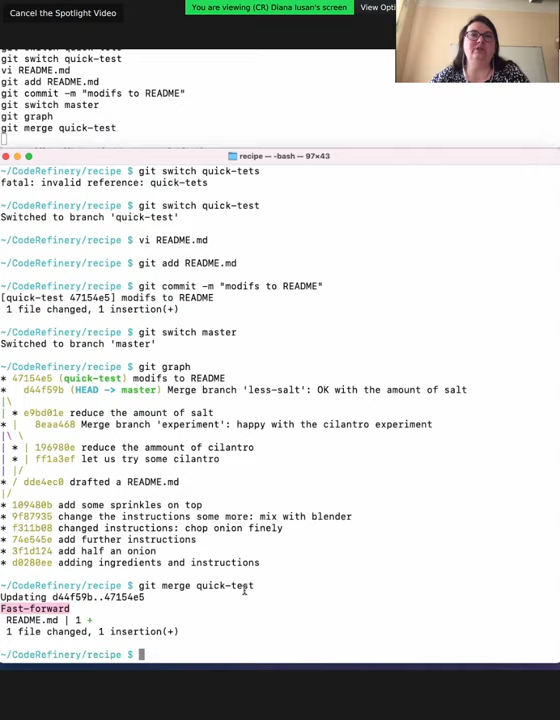 Cancel the Spotlight Video
You are viewing (CR) Diana Iusan's screen
View Opti
git switch quick-tets
git switch quick-test
vi README.md
git add README.md
git commit -m "modifs to README"
git switch master
git graph
git merge quick-test
recipe — -bash — 97×43
~/CodeRefinery/recipe $ git switch quick-tets
fatal: invalid reference: quick-tets
~/CodeRefinery/recipe $ git switch quick-test
Switched to branch 'quick-test'
~/CodeRefinery/recipe $ vi README.md
~/CodeRefinery/recipe $ git add README.md
~/CodeRefinery/recipe $ git commit -m "modifs to README"
[quick-test 47154e5] modifs to README
1 file changed, 1 insertion(+)
~/CodeRefinery/recipe $ git switch master
Switched to branch 'master'
~/CodeRefinery/recipe $ git graph
* 47154e5 (quick-test) modifs to README
*   d44f59b (HEAD -> master) Merge branch 'less-salt': OK with the amount of salt
|\
| * e9bd01e reduce the amount of salt
* |   8eaa468 Merge branch 'experiment': happy with the cilantro experiment
|\ \
| * | 196980e reduce the ammount of cilantro
| * | ff1a3ef let us try some cilantro
| |/
* / dde4ec0 drafted a README.md
|/
* 109480b add some sprinkles on top
* 9f87935 change the instructions some more: mix with blender
* f311b08 changed instructions: chop onion finely
* 74e545e add further instructions
* 3f1d124 add half an onion
* d0280ee adding ingredients and instructions
~/CodeRefinery/recipe $ git merge quick-test
Updating d44f59b..47154e5
Fast-forward
README.md | 1 +
1 file changed, 1 insertion(+)
~/CodeRefinery/recipe $